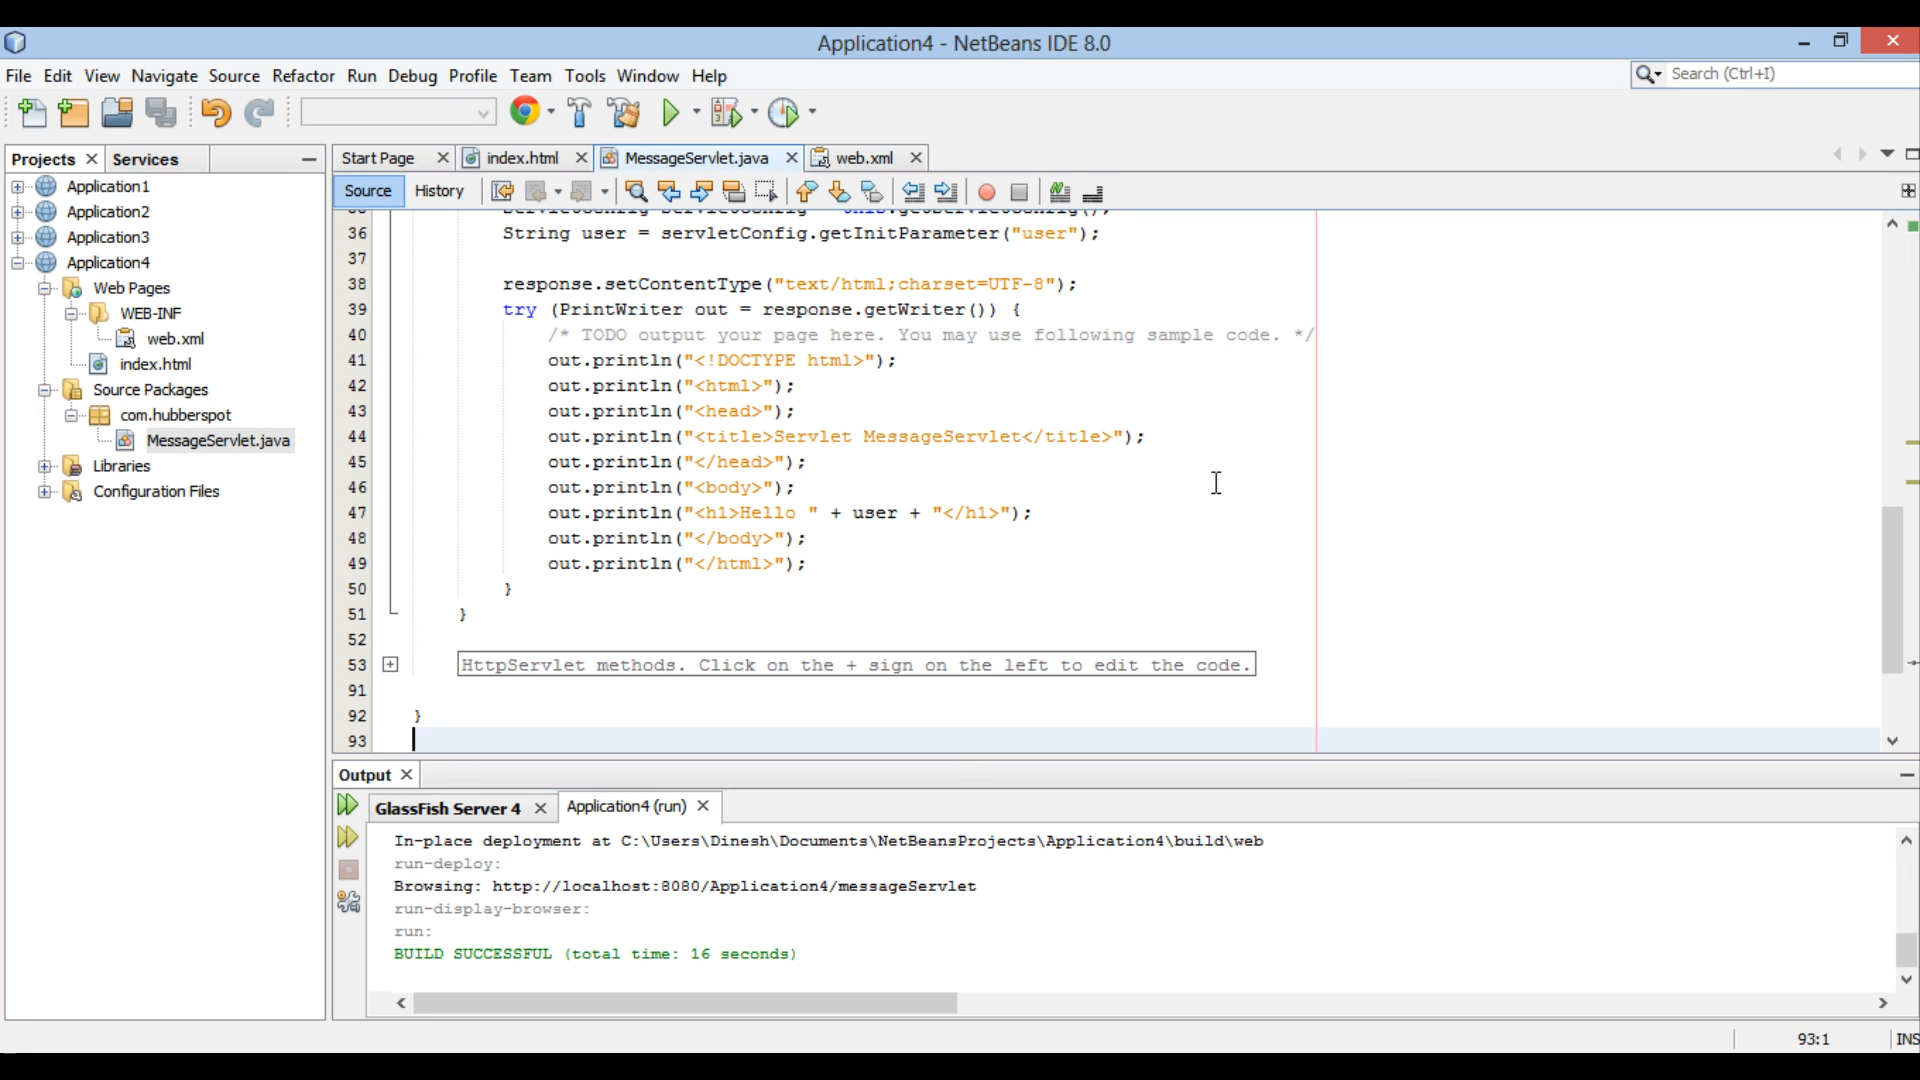 Application4 - NetBeans IDE 8.0
File Edit View Navigate Source Refactor Run Debug Profile Team Tools Window Help
Search (Ctrl+I)
Projects Services
Start Page index.html MessageServlet.java web.xml
Source History
Application1
Application2
Application3
Application4
Web Pages
WEB-INF
web.xml
index.html
Source Packages
com.hubberspot
MessageServlet.java
Libraries
Configuration Files
36 String user = servletConfig.getInitParameter("user");
37
38 response.setContentType("text/html;charset=UTF-8");
39 try (PrintWriter out = response.getWriter()) {
40 /* TODO output your page here. You may use following sample code. */
41 out.println("<!DOCTYPE html>");
42 out.println("<html>");
43 out.println("<head>");
44 out.println("<title>Servlet MessageServlet</title>");
45 out.println("</head>");
46 out.println("<body>");
47 out.println("<h1>Hello " + user + "</h1>");
48 out.println("</body>");
49 out.println("</html>");
50 }
51 }
52
53 HttpServlet methods. Click on the + sign on the left to edit the code.
91
92 }
93
Output
GlassFish Server 4 Application4 (run)
In-place deployment at C:\Users\Dinesh\Documents\NetBeansProjects\Application4\build\web
run-deploy:
Browsing: http://localhost:8080/Application4/messageServlet
run-display-browser:
run:
BUILD SUCCESSFUL (total time: 16 seconds)
93:1 INS